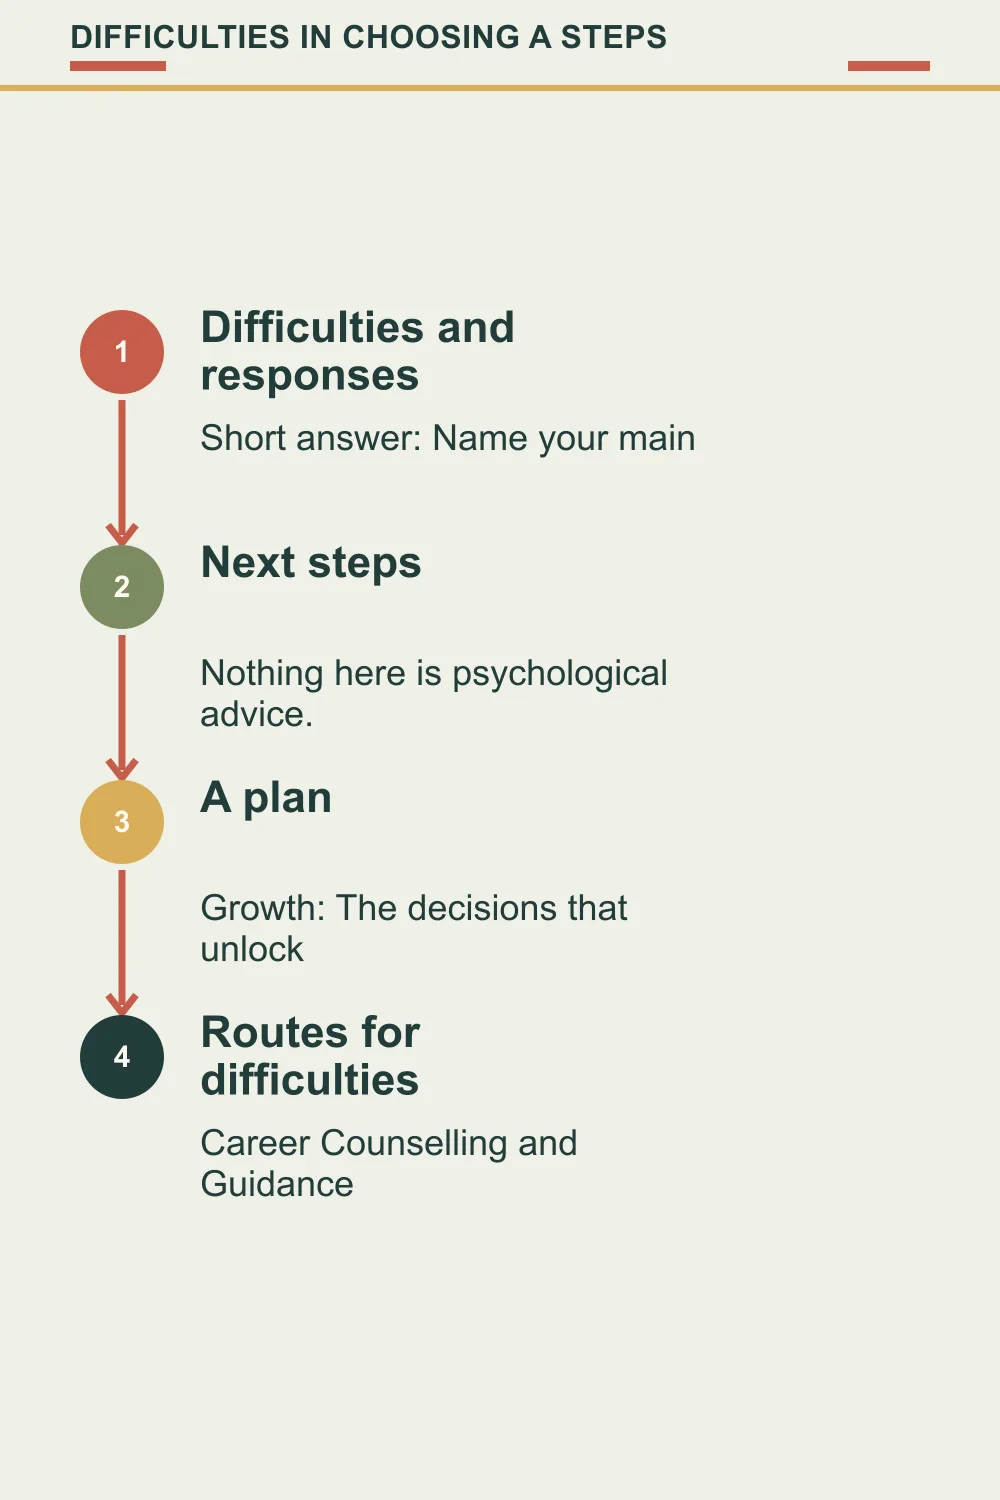 DIFFICULTIES IN CHOOSING A STEPS
1
Difficulties and
responses
Short answer: Name your main
2
Next steps
Nothing here is psychological
advice.
3
A plan
Growth: The decisions that
unlock
4
Routes for
difficulties
Career Counselling and
Guidance